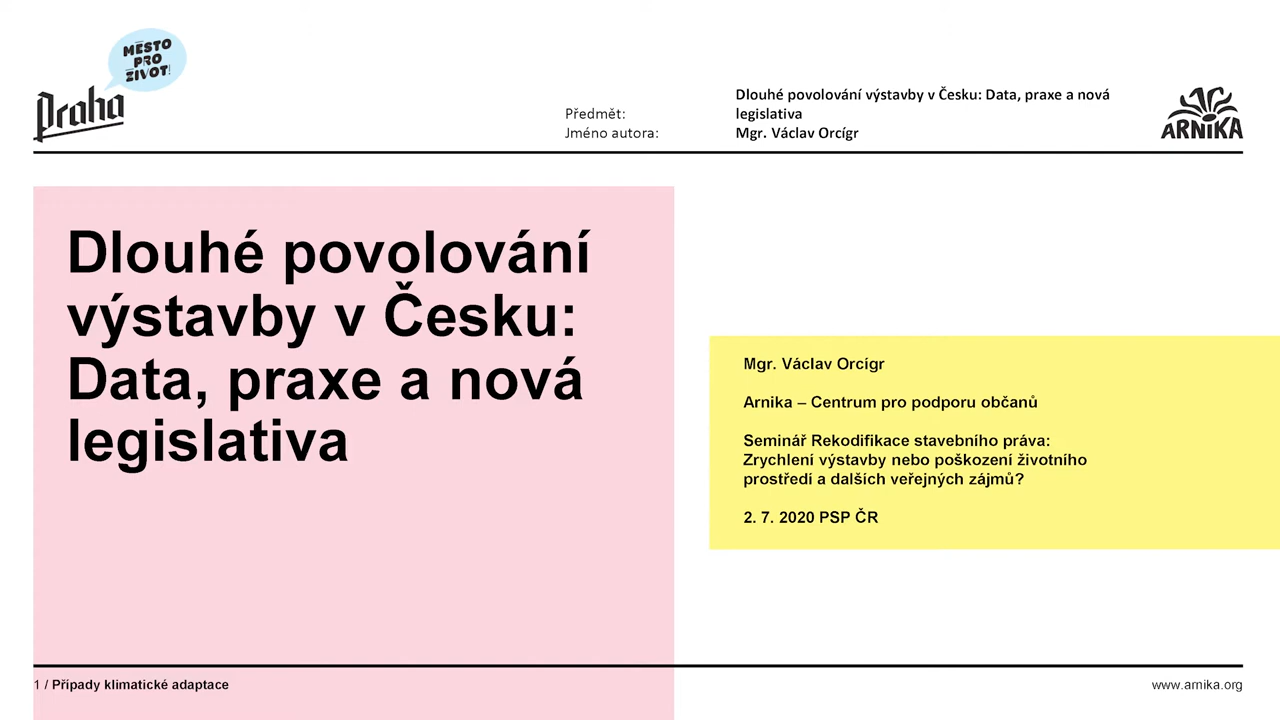 MĚSTO
PRO
ŽIVOT!
Praha
Předmět:
Jméno autora:
Dlouhé povolování výstavby v Česku: Data, praxe a nová
legislativa
Mgr. Václav Orcígr
ARNIKA
Dlouhé povolování
výstavby v Česku:
Data, praxe a nová
legislativa
Mgr. Václav Orcígr
Arnika – Centrum pro podporu občanů
Seminář Rekodifikace stavebního práva:
Zrychlení výstavby nebo poškození životního
prostředí a dalších veřejných zájmů?
2. 7. 2020 PSP ČR
1 / Případy klimatické adaptace
www.arnika.org